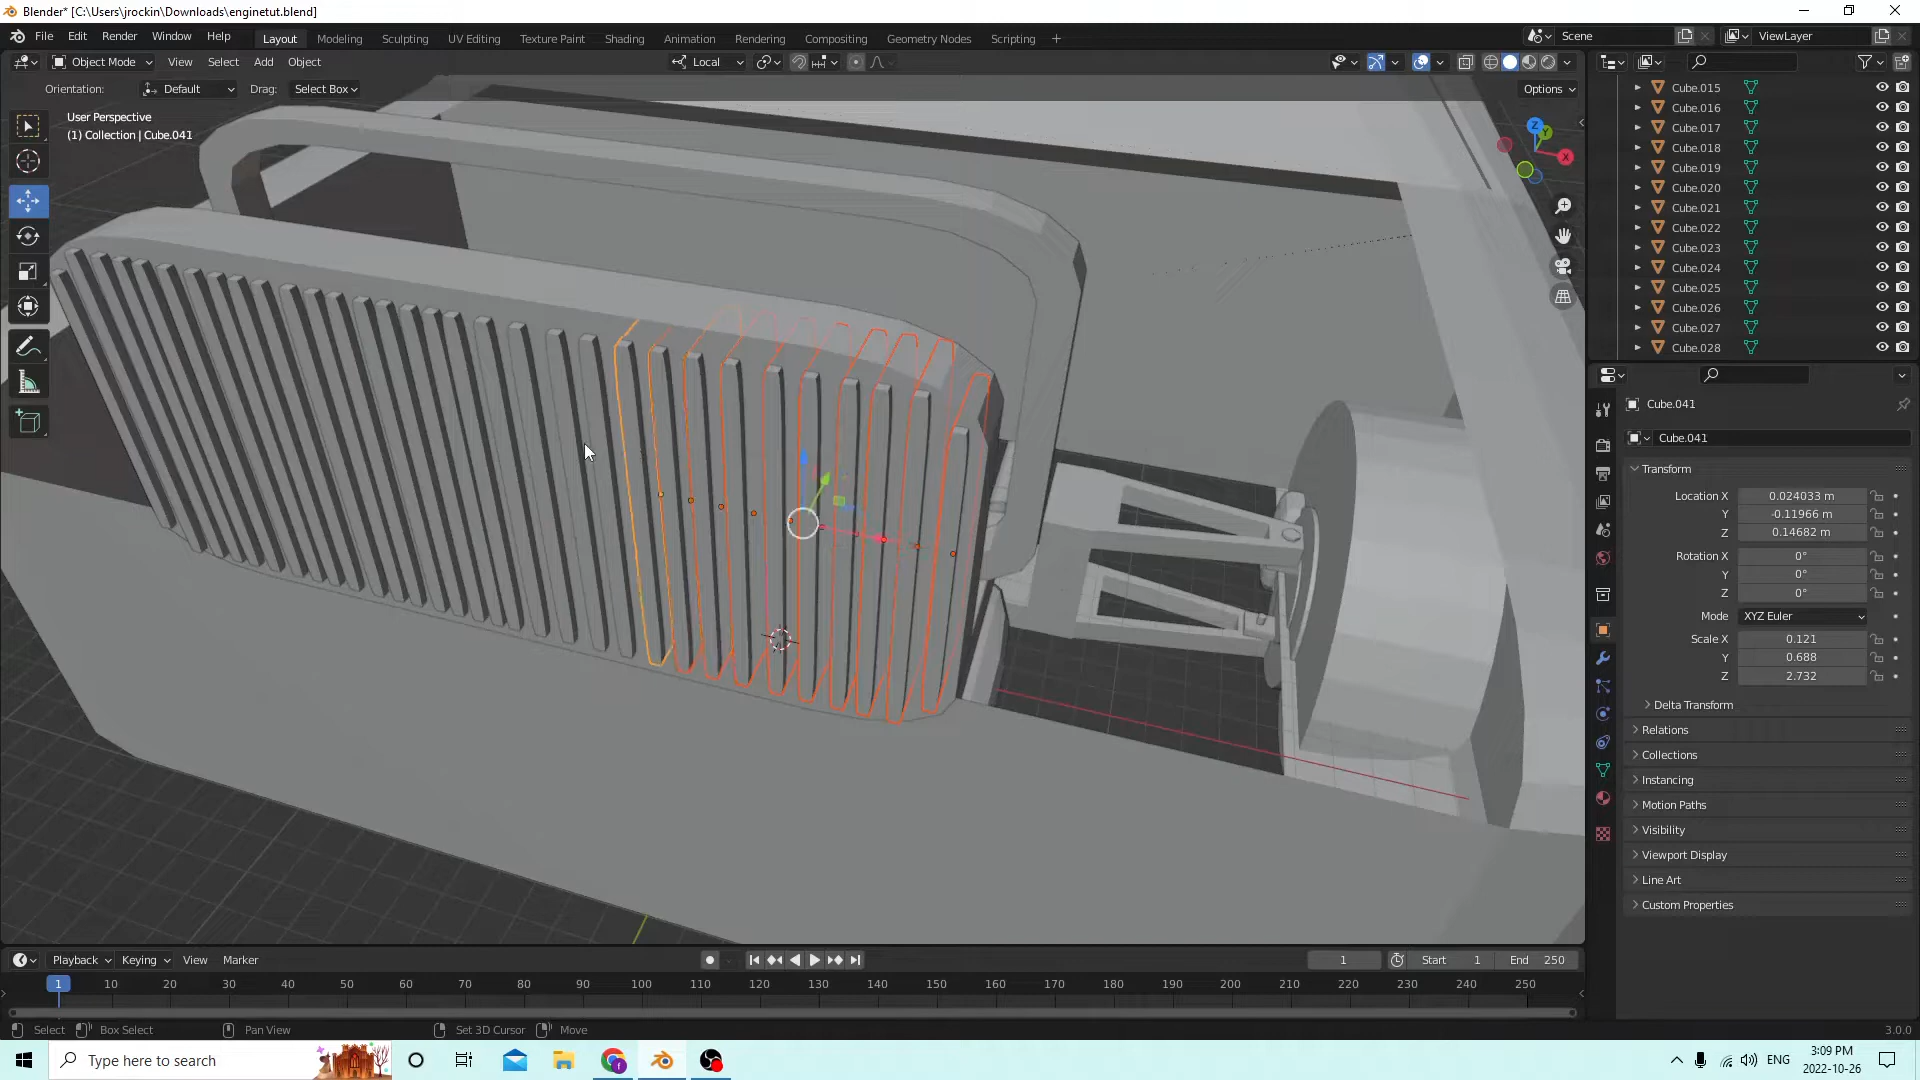 Blender* [C:\Users\jrockin\Downloads\enginetut.blend]
File Edit Render Window Help
Layout Modeling Sculpting UV Editing Texture Paint Shading Animation Rendering Compositing Geometry Nodes Scripting +
Scene
ViewLayer
Object Mode View Select Add Object
Local
Orientation: Default Drag: Select Box
Options
User Perspective
(1) Collection | Cube.041
Z
Y
X
Cube.015
Cube.016
Cube.017
Cube.018
Cube.019
Cube.020
Cube.021
Cube.022
Cube.023
Cube.024
Cube.025
Cube.026
Cube.027
Cube.028
Cube.041
Cube.041
Transform
Location X 0.024033 m
Y -0.11966 m
Z 0.14682 m
Rotation X 0°
Y 0°
Z 0°
Mode XYZ Euler
Scale X 0.121
Y 0.688
Z 2.732
Delta Transform
Relations
Collections
Instancing
Motion Paths
Visibility
Viewport Display
Line Art
Custom Properties
Playback Keying View Marker
1 Start 1 End 250
1 10 20 30 40 50 60 70 80 90 100 110 120 130 140 150 160 170 180 190 200 210 220 230 240 250
Select Box Select Pan View Set 3D Cursor Move
3.0.0
Type here to search
ENG
3:09 PM
2022-10-26